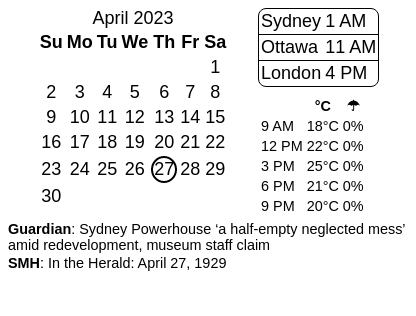 April 2023
Su Mo Tu We Th Fr Sa
1
2 3 4 5 6 7 8
9 10 11 12 13 14 15
16 17 18 19 20 21 22
23 24 25 26 27 28 29
30
Sydney 1 AM
Ottawa 11 AM
London 4 PM
°C ☂
9 AM 18°C 0%
12 PM 22°C 0%
3 PM 25°C 0%
6 PM 21°C 0%
9 PM 20°C 0%
Guardian: Sydney Powerhouse ‘a half-empty neglected mess’
amid redevelopment, museum staff claim
SMH: In the Herald: April 27, 1929